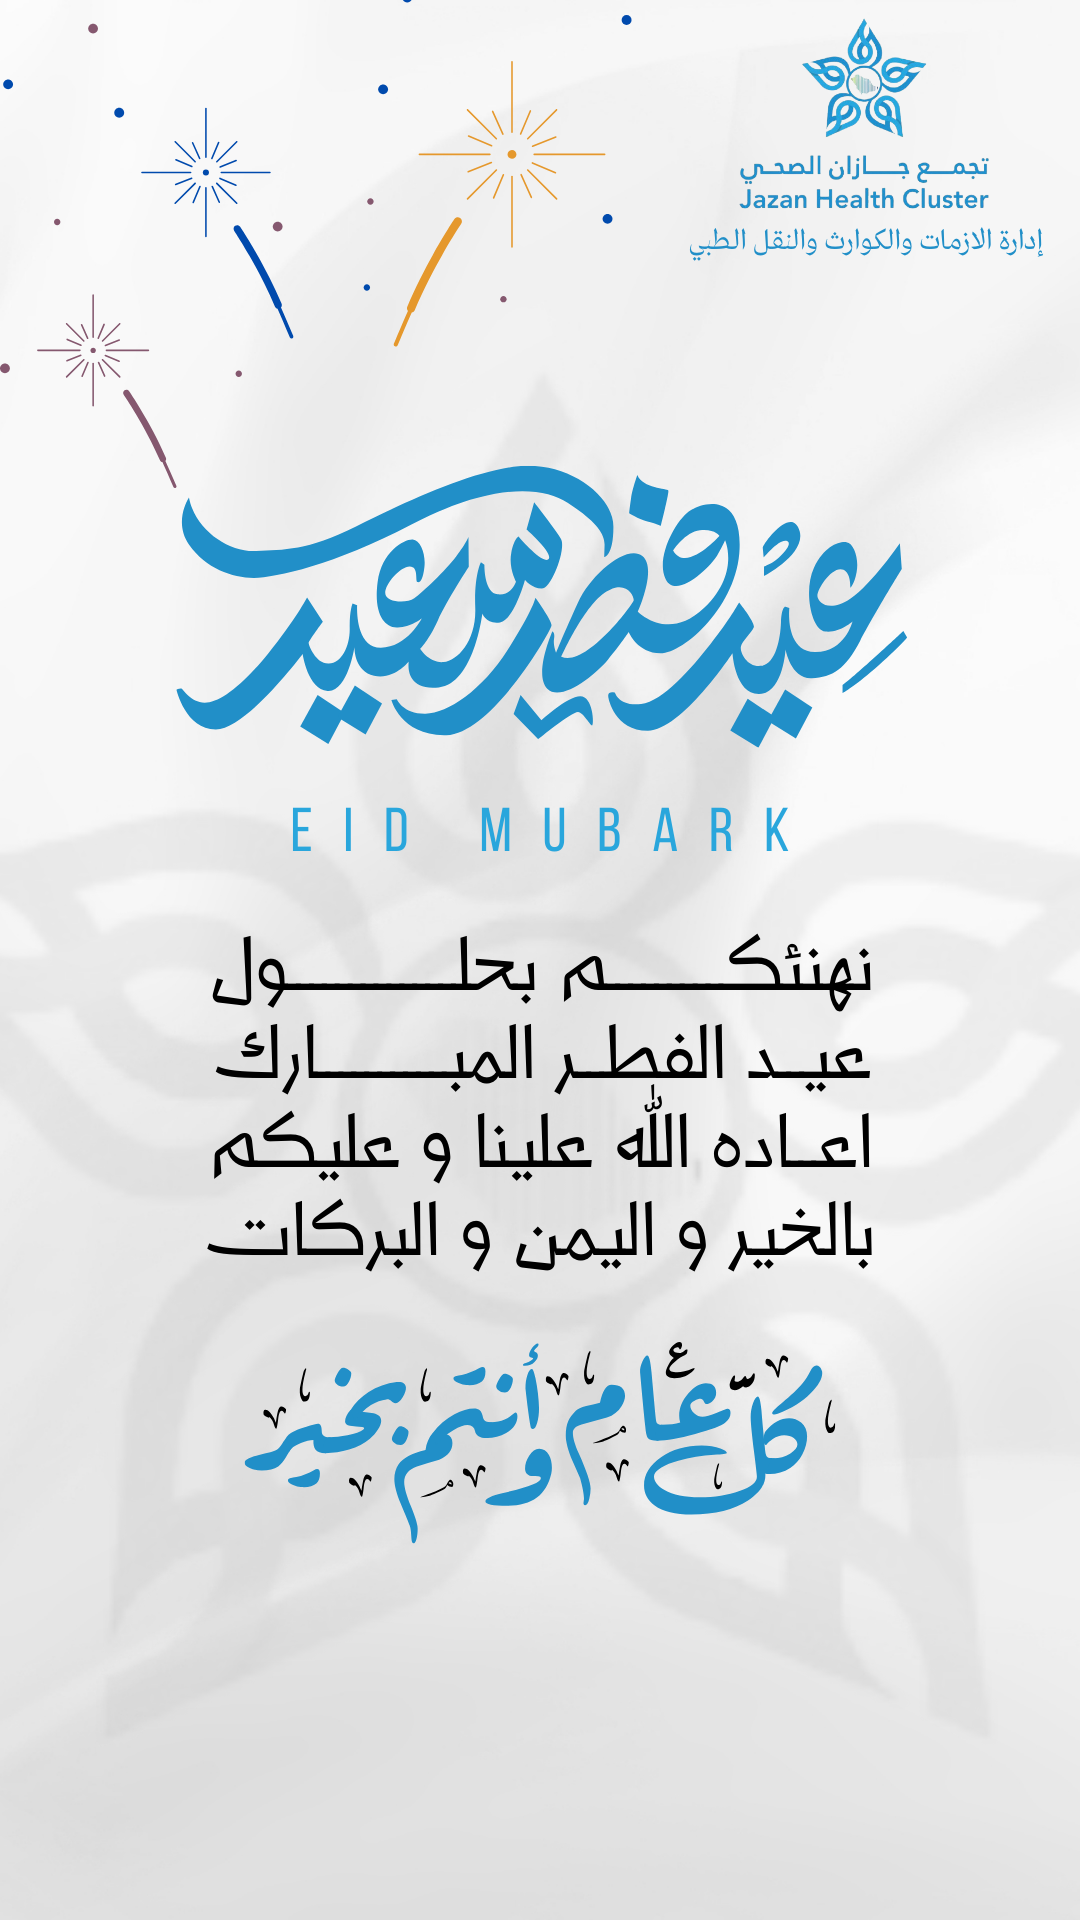 تجمع جازان الصحي
Jazan Health Cluster
إدارة الازمات والكوارث والنقل الطبي
عيد فطر سعيد
EID MUBARK
نهنئكم بحلول
عيد الفطر المبارك
اعاده الله علينا و عليكم
بالخير و اليمن و البركات
كل عام وأنتم بخير